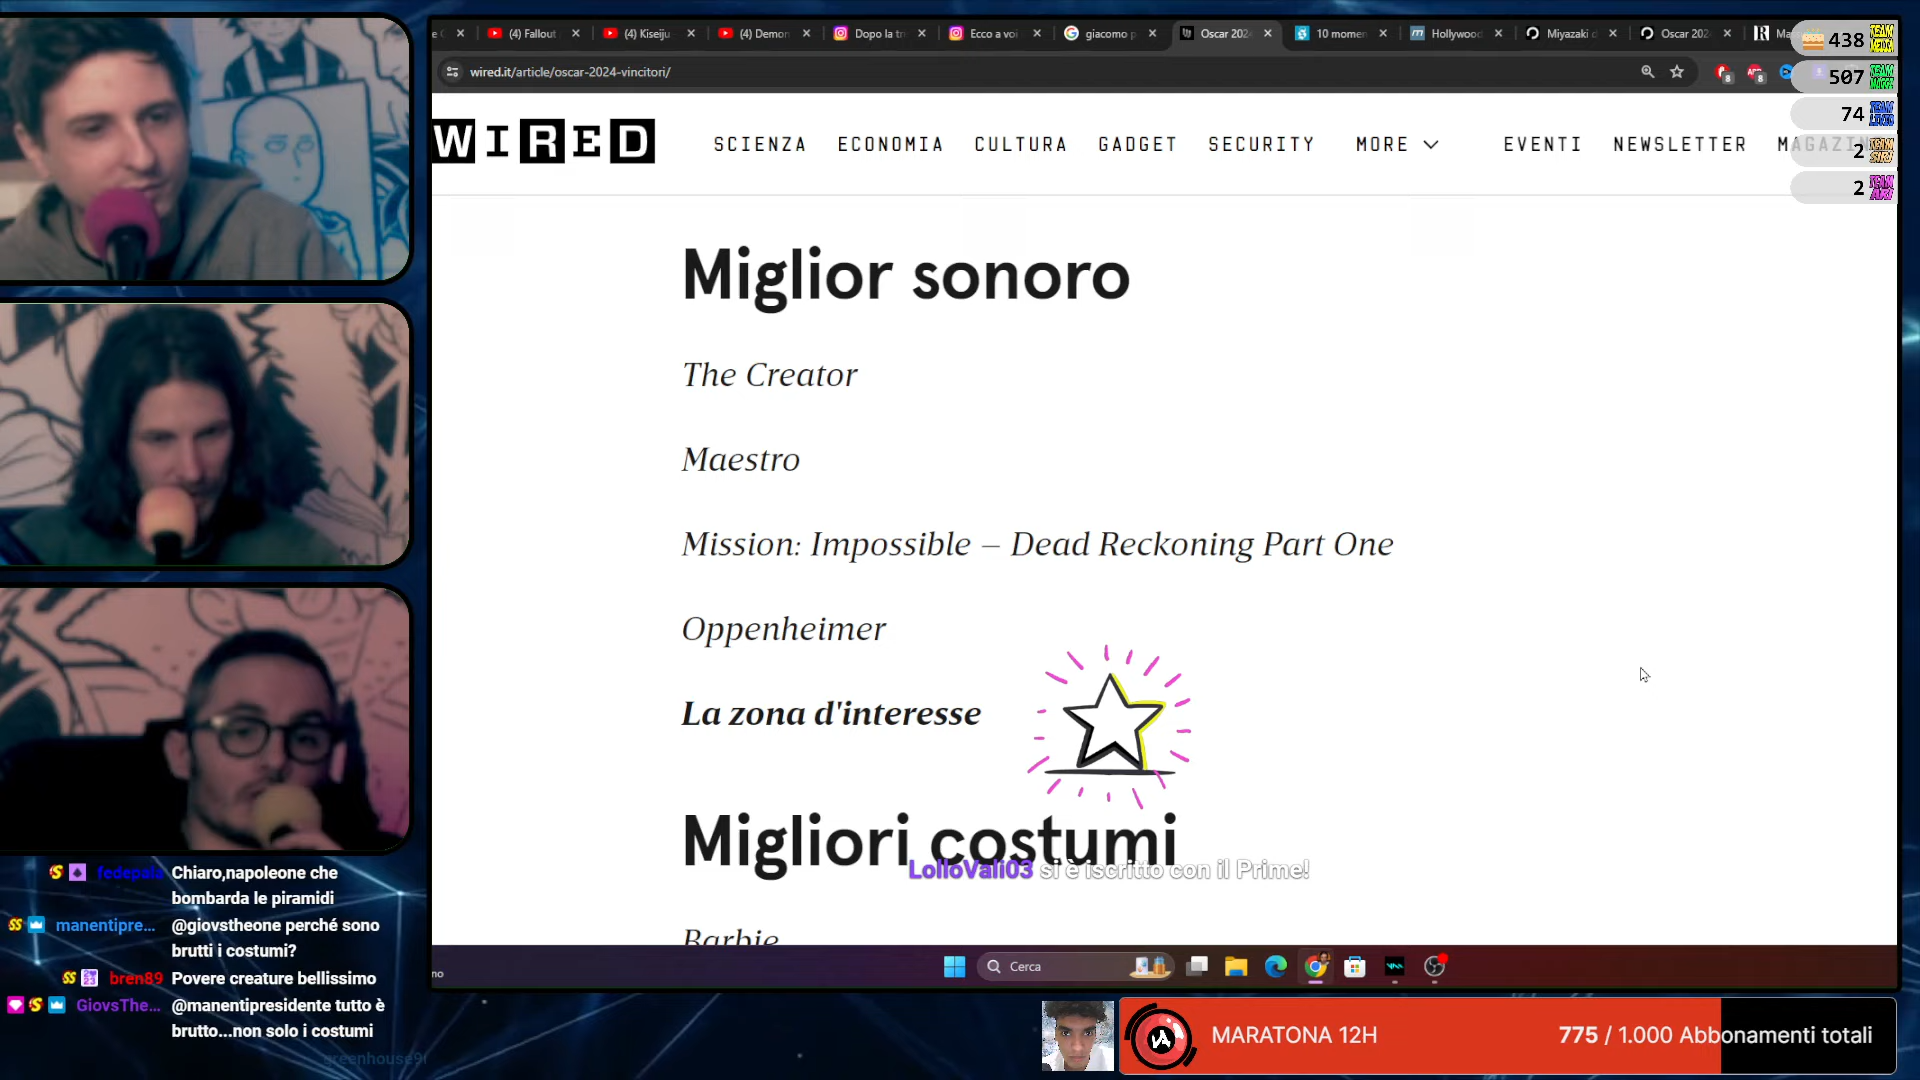 (4) Fallout
(4) Kiseiju
(4) Demon
Dopo la tr
Ecco a voi
giacomo p
Oscar 202
10 momen
Hollywood
Miyazaki
Oscar 202
wired.it/article/oscar-2024-vincitori/
438
507
74
2
2
WIRED
SCIENZA ECONOMIA CULTURA GADGET SECURITY MORE EVENTI NEWSLETTER MAGAZIN
Miglior sonoro
The Creator
Maestro
Mission: Impossible – Dead Reckoning Part One
Oppenheimer
La zona d'interesse
Migliori costumi
LolloVali03 si è iscritto con il Prime!
Barbie
no
Cerca
fedepalo Chiaro,napoleone che
bombarda le piramidi
manentipre... @giovstheone perché sono
brutti i costumi?
bren89 Povere creature bellissimo
GiovsThe... @manentipresidente tutto è
brutto...non solo i costumi
MARATONA 12H
775 / 1.000 Abbonamenti totali